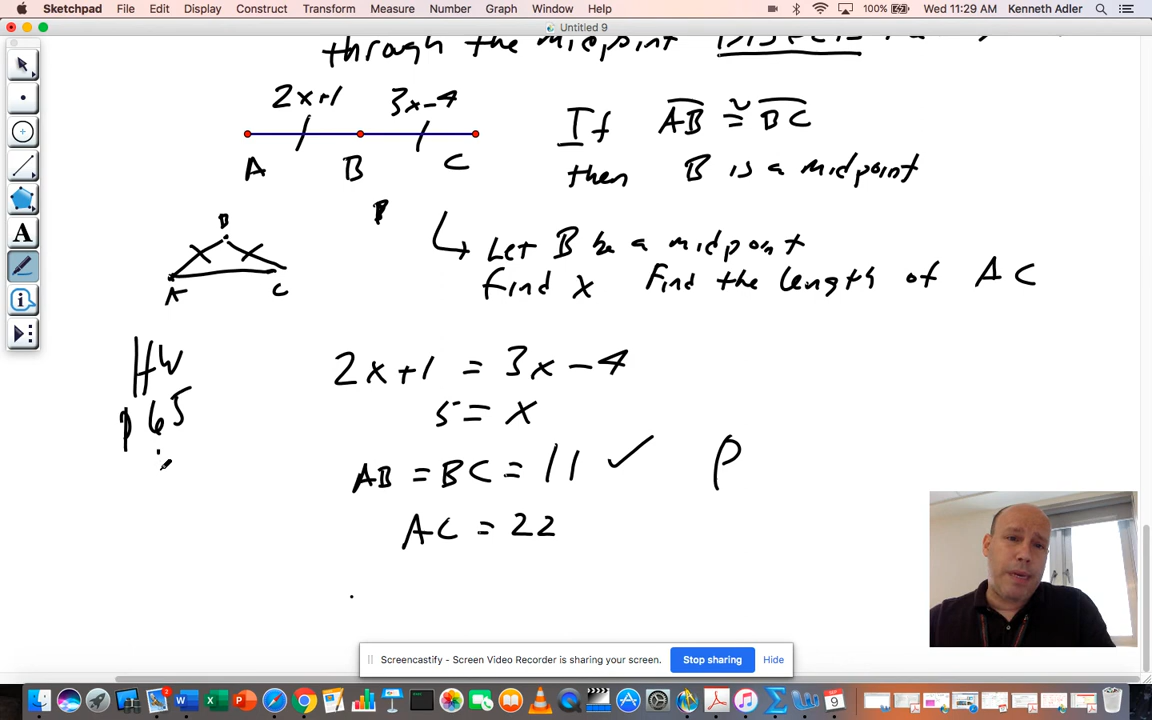 Sketchpad File Edit Display Construct Transform Measure Number Graph Window Help 100% Wed 11:29 AM Kenneth Adler
Untitled 9
through the midpoint bisects
2x+1 3x-4
A B C
If AB ≅ BC
then B is a midpoint
B
A C
Let B be a midpoint
find x Find the length of AC
HW
p 65
2x+1 = 3x-4
5 = x
AB = BC = 11 ✓ P
AC = 22
Screencastify - Screen Video Recorder is sharing your screen. Stop sharing Hide